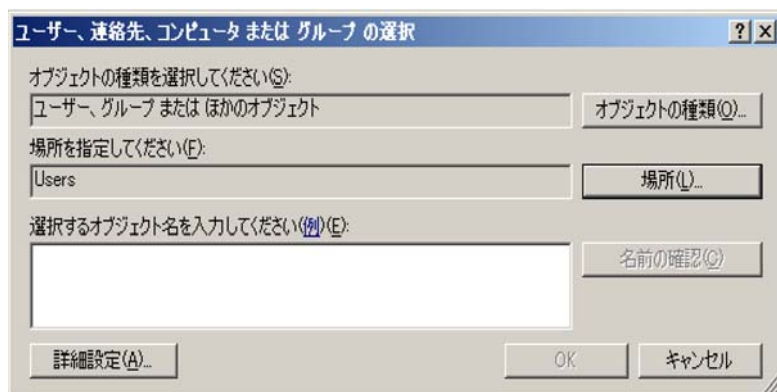 ユーザー、連絡先、コンピュータ または グループ の選択
オブジェクトの種類を選択してください(S):
ユーザー、グループ または ほかのオブジェクト
オブジェクトの種類(O)...
場所を指定してください(F):
Users
場所(L)...
選択するオブジェクト名を入力してください(例)(E):
名前の確認(C)
詳細設定(A)...
OK
キャンセル